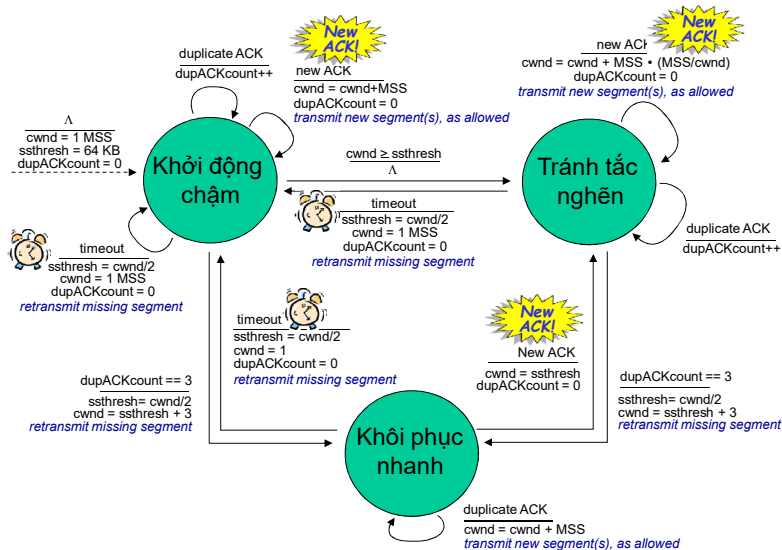 New
ACK!
duplicate ACK
dupACKcount++
new ACK
cwnd = cwnd+MSS
dupACKcount = 0
transmit new segment(s), as allowed
New
ACK!
new ACK
cwnd = cwnd + MSS • (MSS/cwnd)
dupACKcount = 0
transmit new segment(s), as allowed
Λ
cwnd = 1 MSS
ssthresh = 64 KB
dupACKcount = 0
Khởi động
chậm
cwnd ≥ ssthresh
Λ
Tránh tắc
nghẽn
timeout
ssthresh = cwnd/2
cwnd = 1 MSS
dupACKcount = 0
retransmit missing segment
duplicate ACK
dupACKcount++
timeout
ssthresh = cwnd/2
cwnd = 1 MSS
dupACKcount = 0
retransmit missing segment
timeout
ssthresh = cwnd/2
cwnd = 1
dupACKcount = 0
retransmit missing segment
New
ACK!
New ACK
cwnd = ssthresh
dupACKcount = 0
dupACKcount == 3
ssthresh= cwnd/2
cwnd = ssthresh + 3
retransmit missing segment
dupACKcount == 3
ssthresh= cwnd/2
cwnd = ssthresh + 3
retransmit missing segment
Khôi phục
nhanh
duplicate ACK
cwnd = cwnd + MSS
transmit new segment(s), as allowed